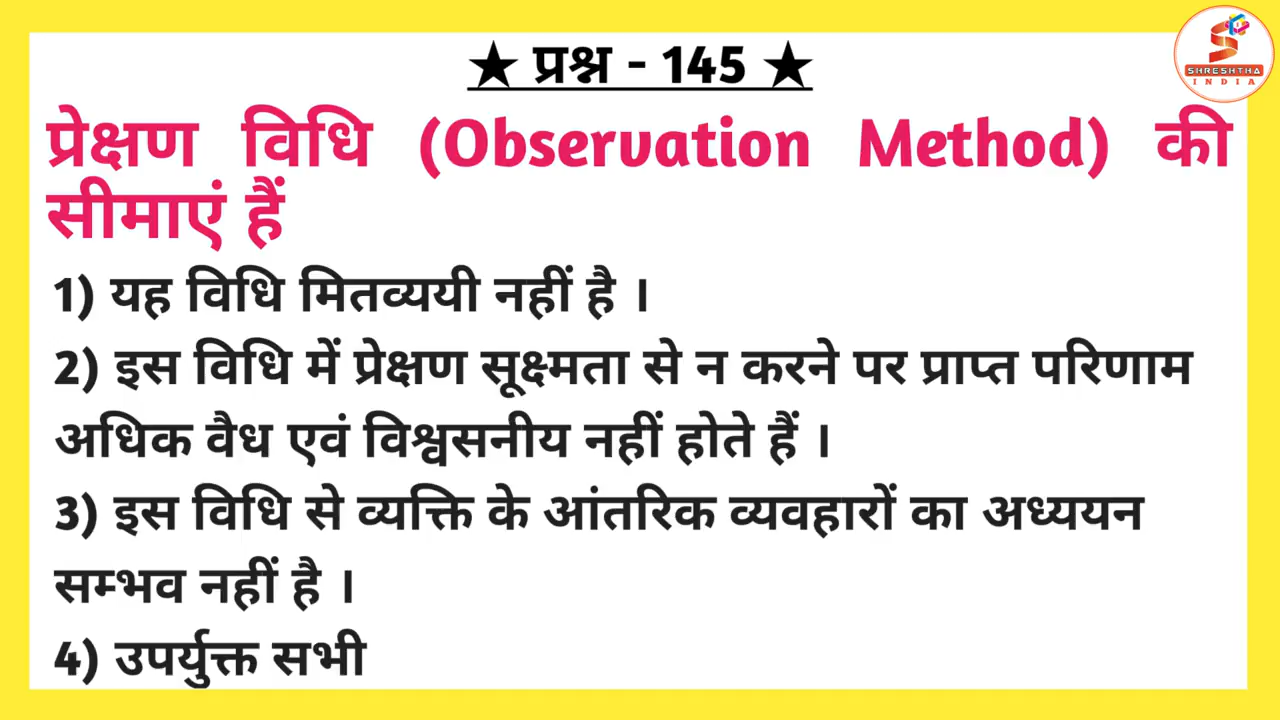 ★ प्रश्न - 145 ★
SHRESHTHA
INDIA
प्रेक्षण विधि (Observation Method) की
सीमाएं हैं
1) यह विधि मितव्ययी नहीं है ।
2) इस विधि में प्रेक्षण सूक्ष्मता से न करने पर प्राप्त परिणाम
अधिक वैध एवं विश्वसनीय नहीं होते हैं ।
3) इस विधि से व्यक्ति के आंतरिक व्यवहारों का अध्ययन
सम्भव नहीं है ।
4) उपर्युक्त सभी